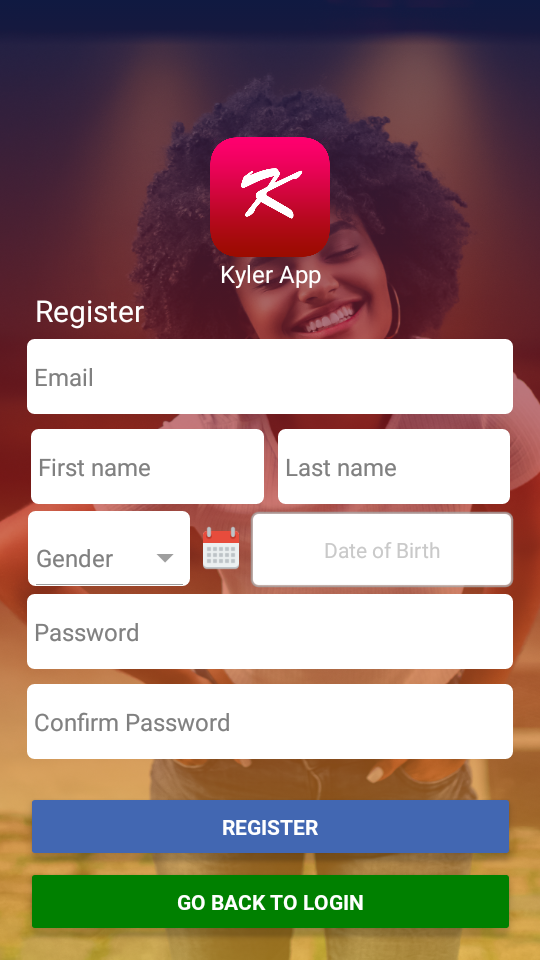 K
Kyler App
Register
Email
First name Last name
Gender Date of Birth
Password
Confirm Password
REGISTER
GO BACK TO LOGIN